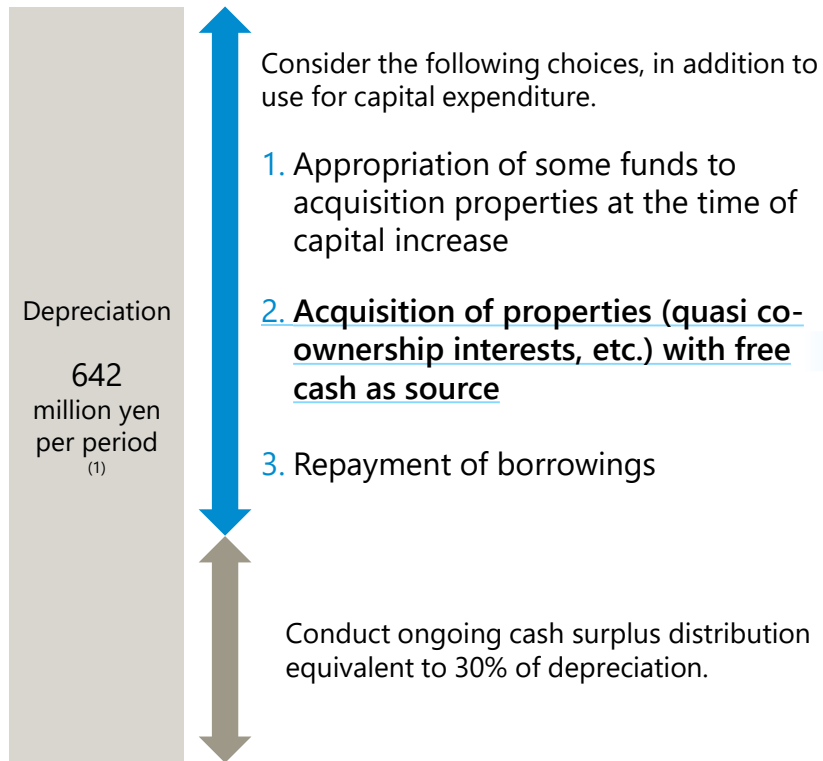 Depreciation
642
million yen
per period
(1)
Consider the following choices, in addition to
use for capital expenditure.
1. Appropriation of some funds to
acquisition properties at the time of
capital increase
2. Acquisition of properties (quasi co-
ownership interests, etc.) with free
cash as source
3. Repayment of borrowings
Conduct ongoing cash surplus distribution
equivalent to 30% of depreciation.